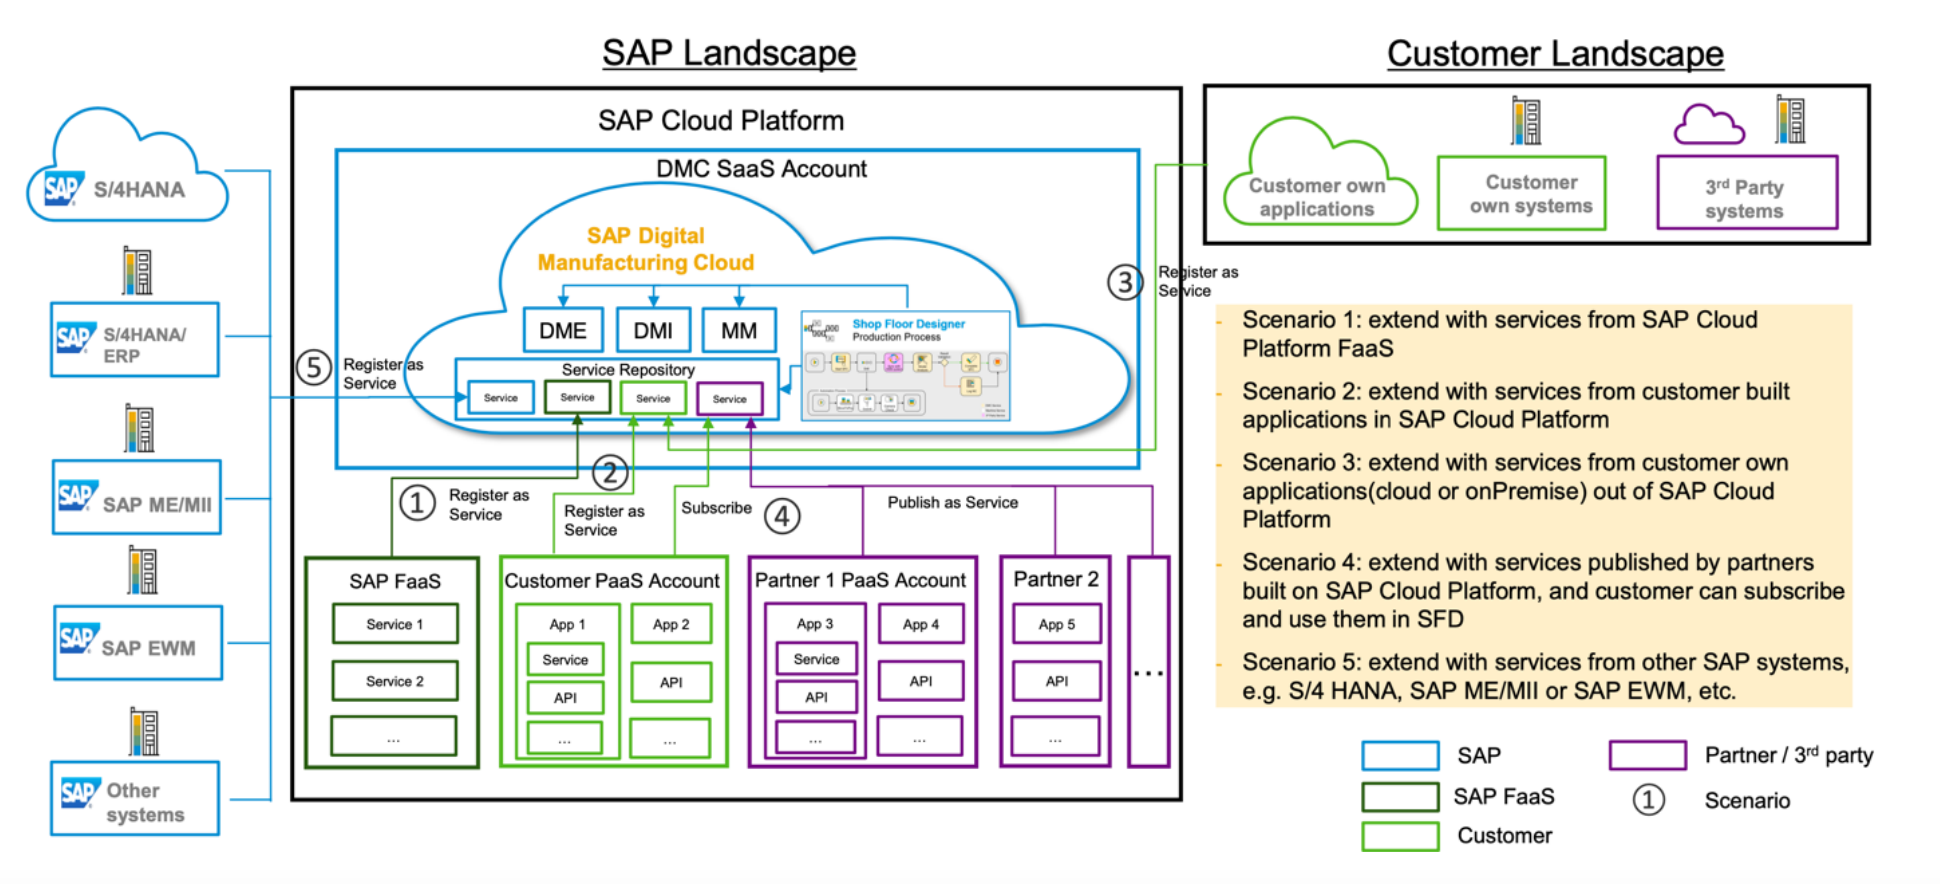 SAP Landscape
Customer Landscape
SAP Cloud Platform
DMC SaaS Account
SAP
S/4HANA
SAP
S/4HANA/
ERP
SAP
SAP ME/MII
SAP
SAP EWM
SAP
Other
systems
SAP Digital
Manufacturing Cloud
DME
DMI
MM
Shop Floor Designer
Production Process
Service Repository
Service
Service
Service
Service
5
Register as
Service
3
Register as
Service
1
Register as
Service
2
Register as
Service
Subscribe
4
Publish as Service
SAP FaaS
Service 1
Service 2
...
Customer PaaS Account
App 1
Service
API
...
App 2
API
...
Partner 1 PaaS Account
App 3
Service
API
...
App 4
API
...
Partner 2
App 5
API
...
...
Customer own
applications
Customer
own systems
3rd Party
systems
- Scenario 1: extend with services from SAP Cloud
Platform FaaS
- Scenario 2: extend with services from customer built
applications in SAP Cloud Platform
- Scenario 3: extend with services from customer own
applications(cloud or onPremise) out of SAP Cloud
Platform
- Scenario 4: extend with services published by partners
built on SAP Cloud Platform, and customer can subscribe
and use them in SFD
- Scenario 5: extend with services from other SAP systems,
e.g. S/4 HANA, SAP ME/MII or SAP EWM, etc.
SAP
SAP FaaS
Customer
Partner / 3rd party
1
Scenario